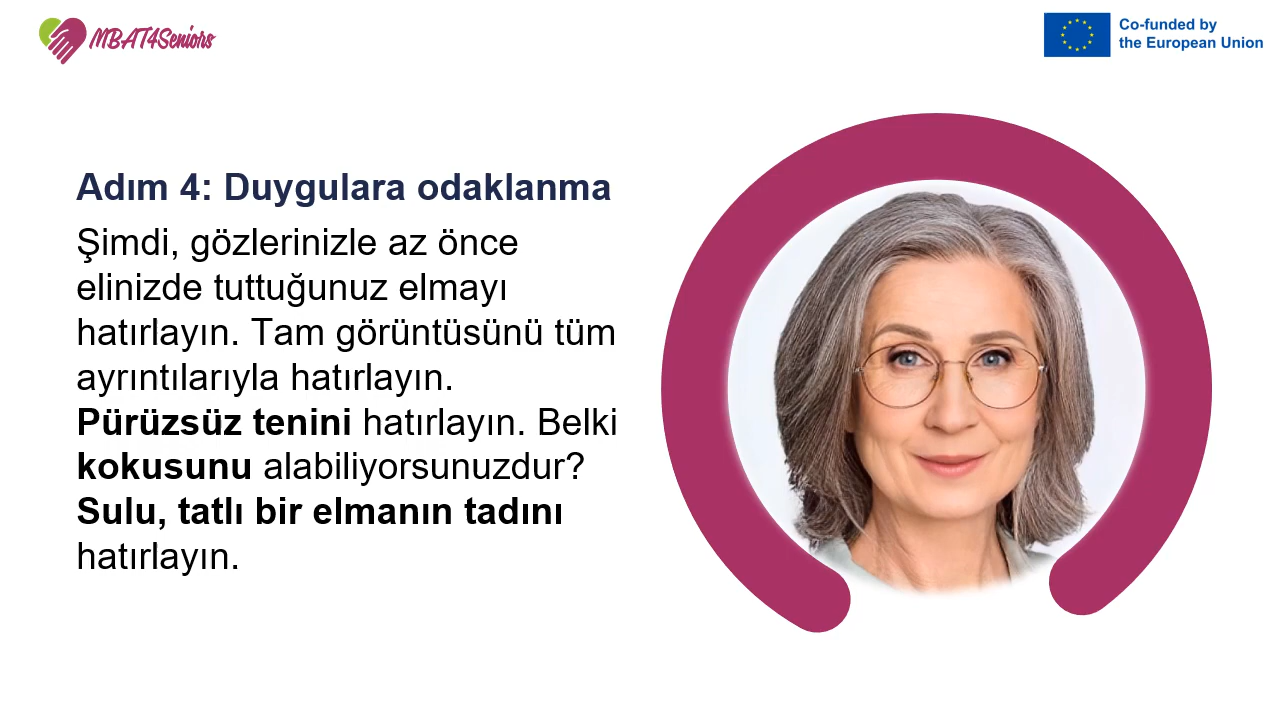 MBAT4Seniors
Co-funded by
the European Union
Adım 4: Duygulara odaklanma
Şimdi, gözlerinizle az önce
elinizde tuttuğunuz elmayı
hatırlayın. Tam görüntüsünü tüm
ayrıntılarıyla hatırlayın.
Pürüzsüz tenini hatırlayın. Belki
kokusunu alabiliyorsunuzdur?
Sulu, tatlı bir elmanın tadını
hatırlayın.